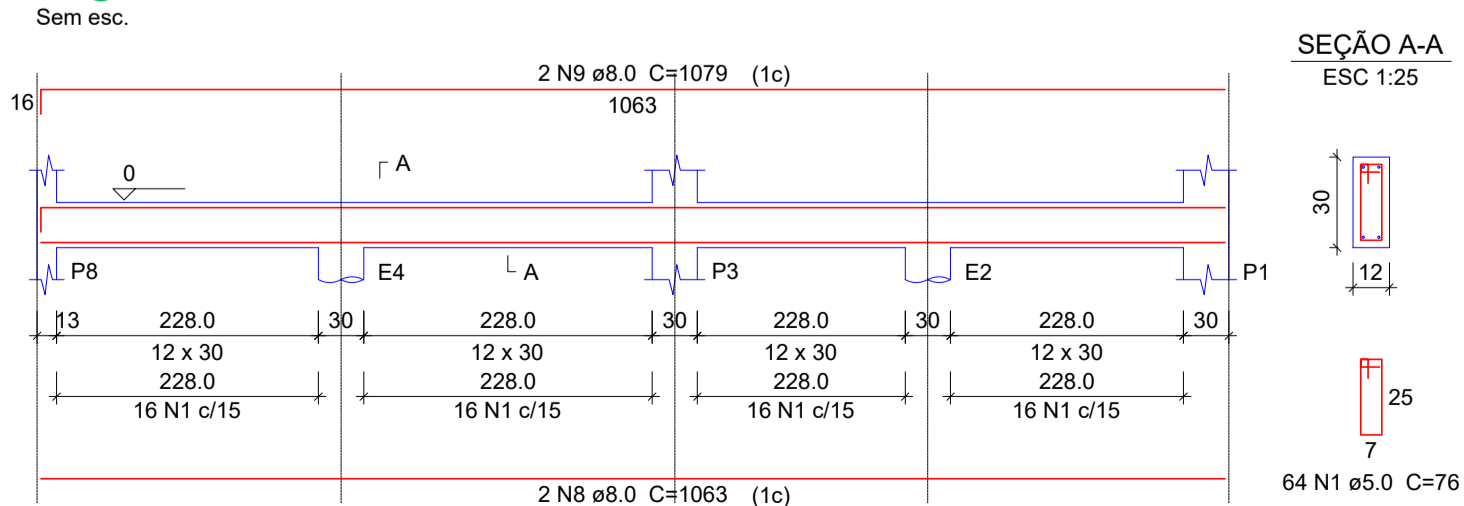 Sem esc.
SEÇÃO A-A
ESC 1:25
2 N9 ø8.0 C=1079 (1c)
16
1063
A
0
30
P8
E4
A
P3
E2
P1
12
13 228.0 30 228.0 30 228.0 30 228.0 30
12 x 30 12 x 30 12 x 30 12 x 30
228.0 228.0 228.0 228.0
16 N1 c/15 16 N1 c/15 16 N1 c/15 16 N1 c/15
25
7
64 N1 ø5.0 C=76
2 N8 ø8.0 C=1063 (1c)